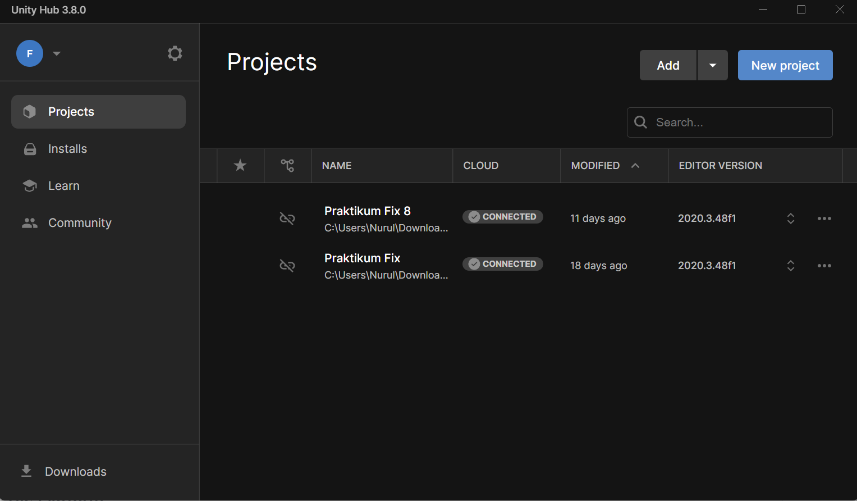 Unity Hub 3.8.0
F
Projects
Installs
Learn
Community
Downloads
Projects
Add
New project
Search...
NAME CLOUD MODIFIED EDITOR VERSION
Praktikum Fix 8 CONNECTED 11 days ago 2020.3.48f1
C:\Users\Nurul\Downloa...
Praktikum Fix CONNECTED 18 days ago 2020.3.48f1
C:\Users\Nurul\Downloa...